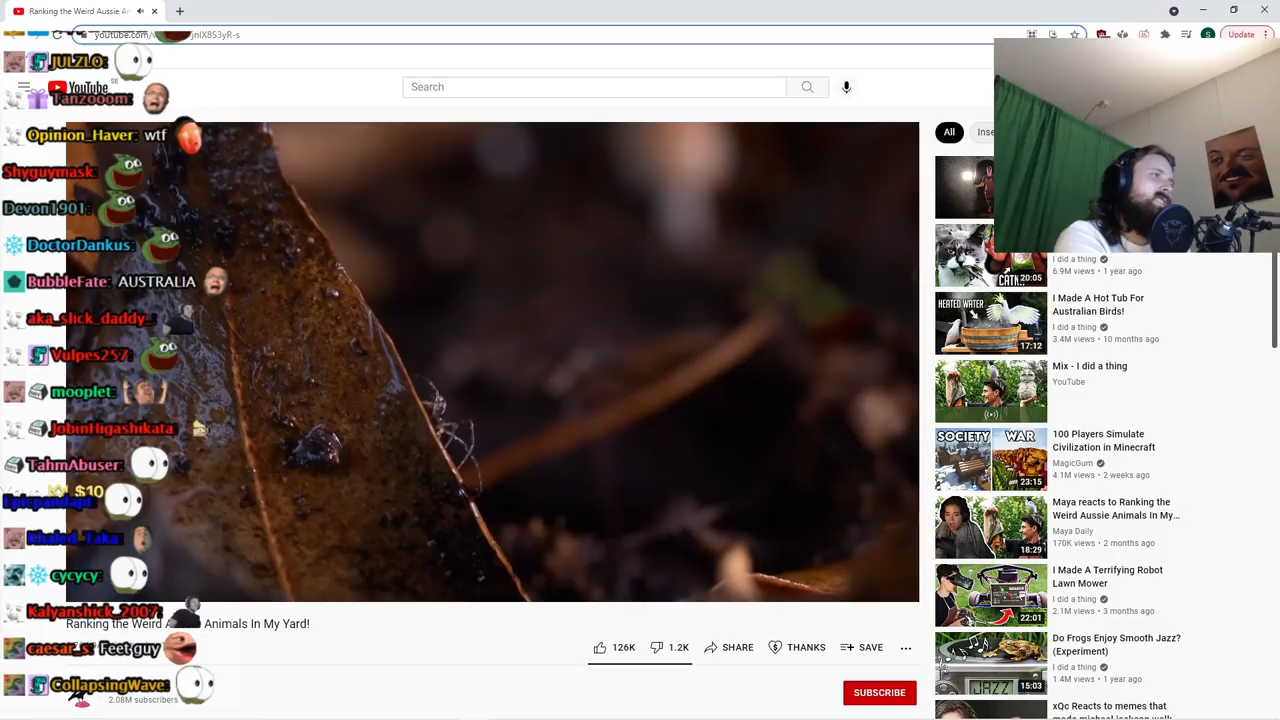 Ranking the Weird Aussie An
Update
JULZLO:
YouTube
SE
Search
Tanzooom:
Opinion_Haver: wtf
Shyguymask:
Devon1901:
DoctorDankus:
BubbleFate: AUSTRALIA
aka_slick_daddy_:
Vulpes257:
mooplet:
JobinHigashikata:
TahmAbuser:
$10
Epicpandapt:
Khaled_Taka:
cycycy:
Kalyanshick_2007:
Ranking the Weird Animals In My Yard!
caesar_s: Feet guy
126K
1.2K
SHARE
THANKS
SAVE
CollapsingWave:
2.08M subscribers
SUBSCRIBE
All
I did a thing
6.9M views • 1 year ago
20:05
HEATED WATER
17:12
I Made A Hot Tub For
Australian Birds!
I did a thing
3.4M views • 10 months ago
Mix - I did a thing
YouTube
SOCIETY WAR
23:15
100 Players Simulate
Civilization in Minecraft
MagicGum
4.1M views • 2 weeks ago
18:29
Maya reacts to Ranking the
Weird Aussie Animals In My...
Maya Daily
170K views • 2 months ago
22:01
I Made A Terrifying Robot
Lawn Mower
I did a thing
2.1M views • 3 months ago
JAZZ
15:03
Do Frogs Enjoy Smooth Jazz?
(Experiment)
I did a thing
1.4M views • 1 year ago
xQc Reacts to memes that